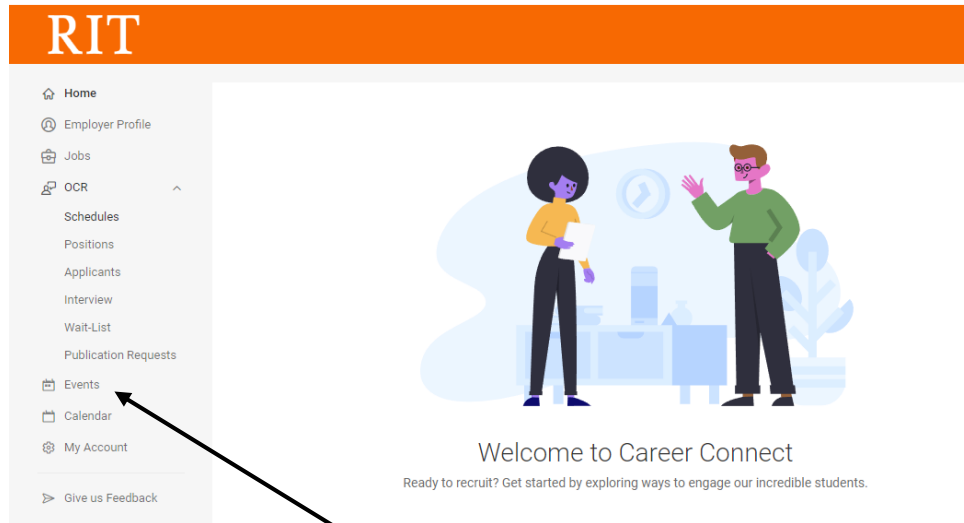 RIT
Home
Employer Profile
Jobs
OCR
Schedules
Positions
Applicants
Interview
Wait-List
Publication Requests
Events
Calendar
My Account
Give us Feedback
Welcome to Career Connect
Ready to recruit? Get started by exploring ways to engage our incredible students.